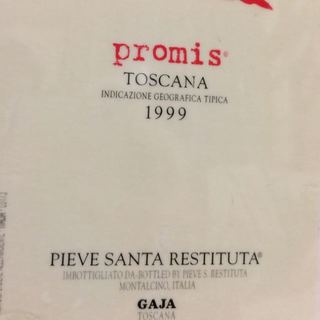 promis®
TOSCANA
INDICAZIONE GEOGRAFICA TIPICA
1999
PIEVE SANTA RESTITUTA®
IMBOTTIGLIATO DA-BOTTLED BY PIEVE S. RESTITUTA
MONTALCINO, ITALIA
GAJA
TOSCANA